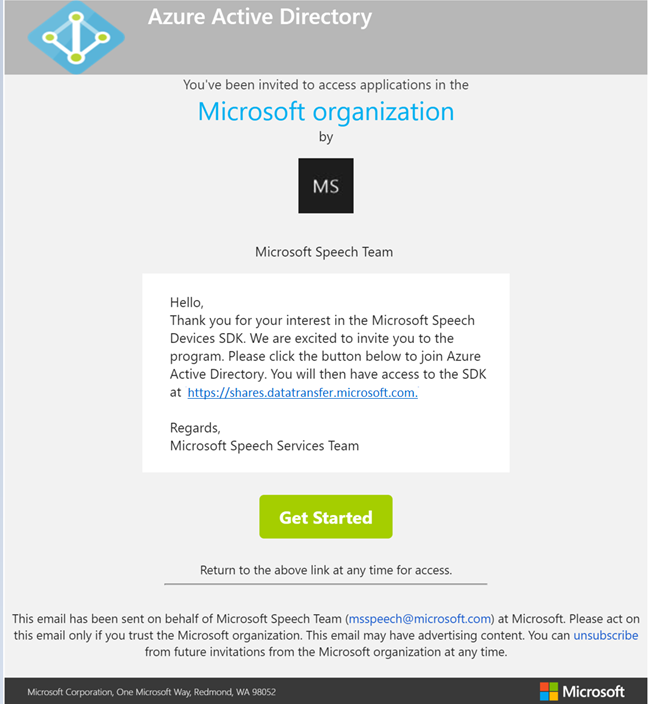 Azure Active Directory
You've been invited to access applications in the
Microsoft organization
by
MS
Microsoft Speech Team
Hello,
Thank you for your interest in the Microsoft Speech
Devices SDK. We are excited to invite you to the
program. Please click the button below to join Azure
Active Directory. You will then have access to the SDK
at https://shares.datatransfer.microsoft.com.
Regards,
Microsoft Speech Services Team
Get Started
Return to the above link at any time for access.
This email has been sent on behalf of Microsoft Speech Team (msspeech@microsoft.com) at Microsoft. Please act on
this email only if you trust the Microsoft organization. This email may have advertising content. You can unsubscribe
from future invitations from the Microsoft organization at any time.
Microsoft Corporation, One Microsoft Way, Redmond, WA 98052
Microsoft